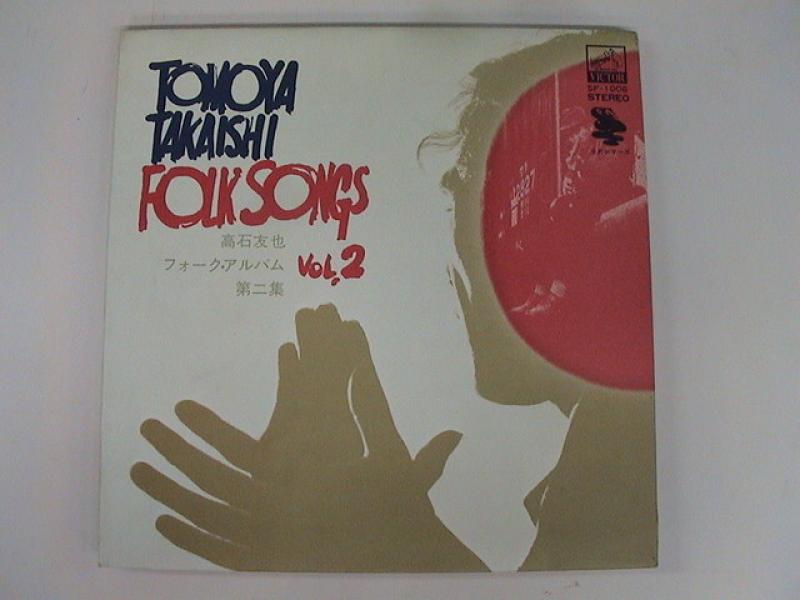 TOMOYA
TAKAISHI
FOLK SONGS
高石友也
フォーク・アルバム
第二集
VOL. 2
VICTOR
SF-1006
STEREO